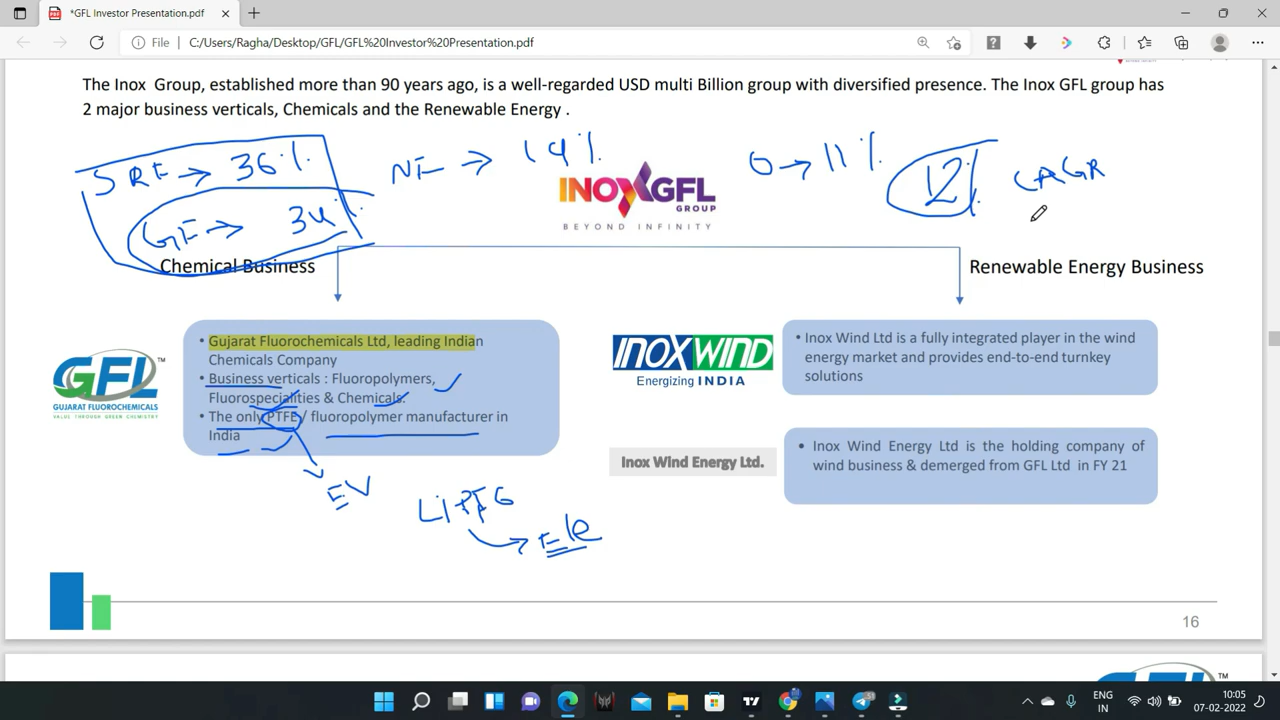 *GFL Investor Presentation.pdf
File C:/Users/Ragha/Desktop/GFL/GFL%20Investor%20Presentation.pdf
The Inox Group, established more than 90 years ago, is a well-regarded USD multi Billion group with diversified presence. The Inox GFL group has
2 major business verticals, Chemicals and the Renewable Energy .
SRF → 36%
NF → 14%
O → 11%
12% CAGR
GF → 34%
INOXGFL
GROUP
BEYOND INFINITY
Chemical Business
Renewable Energy Business
GFL
GUJARAT FLUOROCHEMICALS
VALUE THROUGH GREEN CHEMISTRY
• Gujarat Fluorochemicals Ltd, leading Indian
Chemicals Company
• Business verticals : Fluoropolymers,
Fluorospecialities & Chemicals.
• The only PTFE / fluoropolymer manufacturer in
India
INOXWIND
Energizing INDIA
• Inox Wind Ltd is a fully integrated player in the wind
energy market and provides end-to-end turnkey
solutions
Inox Wind Energy Ltd.
• Inox Wind Energy Ltd is the holding company of
wind business & demerged from GFL Ltd in FY 21
EV
LiPF6
Ele
16
ENG
IN
10:05
07-02-2022